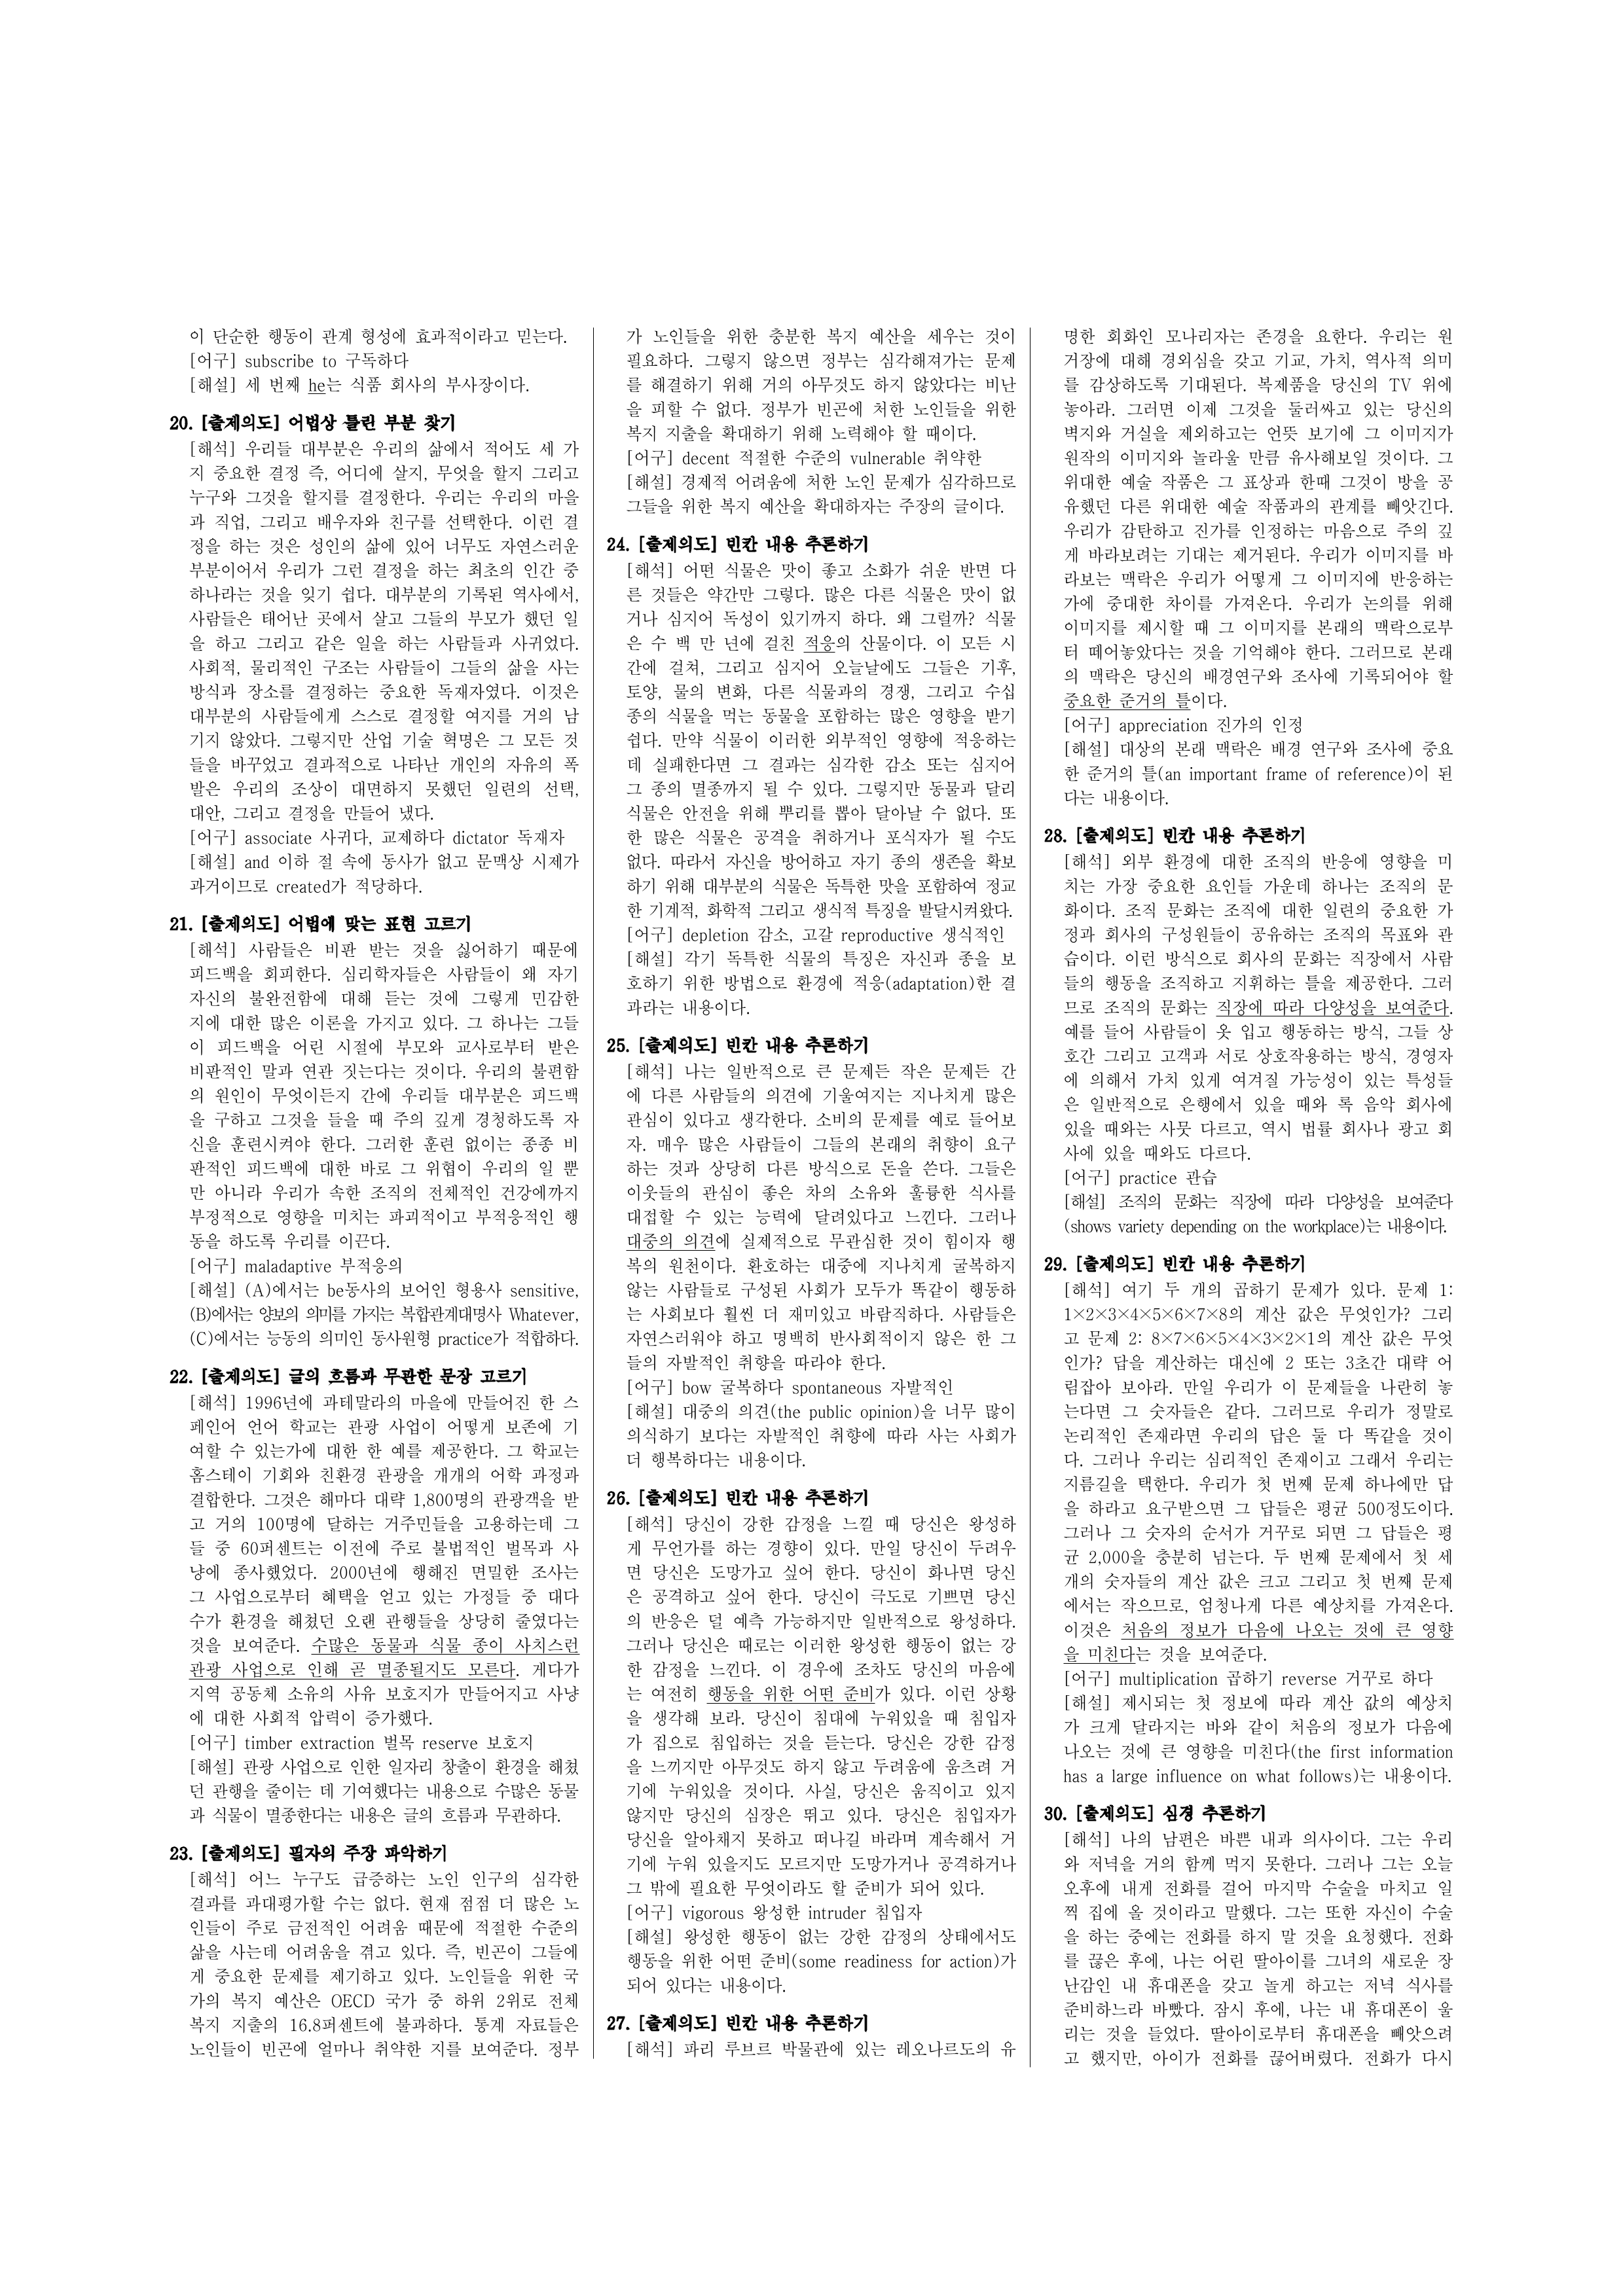 이 단순한 행동이 관계 형성에 효과적이라고 믿는다.
[어구] subscribe to 구독하다
[해설] 세 번째 he는 식품 회사의 부사장이다.
20. [출제의도] 어법상 틀린 부분 찾기
[해석] 우리들 대부분은 우리의 삶에서 적어도 세 가
지 중요한 결정 즉, 어디에 살지, 무엇을 할지 그리고
누구와 그것을 할지를 결정한다. 우리는 우리의 마을
과 직업, 그리고 배우자와 친구를 선택한다. 이런 결
정을 하는 것은 성인의 삶에 있어 너무도 자연스러운
부분이어서 우리가 그런 결정을 하는 최초의 인간 중
하나라는 것을 잊기 쉽다. 대부분의 기록된 역사에서,
사람들은 태어난 곳에서 살고 그들의 부모가 했던 일
을 하고 그리고 같은 일을 하는 사람들과 사귀었다.
사회적, 물리적인 구조는 사람들이 그들의 삶을 사는
방식과 장소를 결정하는 중요한 독재자였다. 이것은
대부분의 사람들에게 스스로 결정할 여지를 거의 남
기지 않았다. 그렇지만 산업 기술 혁명은 그 모든 것
들을 바꾸었고 결과적으로 나타난 개인의 자유의 폭
발은 우리의 조상이 대면하지 못했던 일련의 선택,
대안, 그리고 결정을 만들어 냈다.
[어구] associate 사귀다, 교제하다 dictator 독재자
[해설] and 이하 절 속에 동사가 없고 문맥상 시제가
과거이므로 created가 적당하다.
21. [출제의도] 어법에 맞는 표현 고르기
[해석] 사람들은 비판 받는 것을 싫어하기 때문에
피드백을 회피한다. 심리학자들은 사람들이 왜 자기
자신의 불완전함에 대해 듣는 것에 그렇게 민감한
지에 대한 많은 이론을 가지고 있다. 그 하나는 그들
이 피드백을 어린 시절에 부모와 교사로부터 받은
비판적인 말과 연관 짓는다는 것이다. 우리의 불편함
의 원인이 무엇이든지 간에 우리들 대부분은 피드백
을 구하고 그것을 들을 때 주의 깊게 경청하도록 자
신을 훈련시켜야 한다. 그러한 훈련 없이는 종종 비
판적인 피드백에 대한 바로 그 위협이 우리의 일 뿐
만 아니라 우리가 속한 조직의 전체적인 건강에까지
부정적으로 영향을 미치는 파괴적이고 부적응적인 행
동을 하도록 우리를 이끈다.
[어구] maladaptive 부적응의
[해설] (A)에서는 be동사의 보어인 형용사 sensitive,
(B)에서는 양보의 의미를 가지는 복합관계대명사 Whatever,
(C)에서는 능동의 의미인 동사원형 practice가 적합하다.
22. [출제의도] 글의 흐름과 무관한 문장 고르기
[해석] 1996년에 과테말라의 마을에 만들어진 한 스
페인어 언어 학교는 관광 사업이 어떻게 보존에 기
여할 수 있는가에 대한 한 예를 제공한다. 그 학교는
홈스테이 기회와 친환경 관광을 개개의 어학 과정과
결합한다. 그것은 해마다 대략 1,800명의 관광객을 받
고 거의 100명에 달하는 거주민들을 고용하는데 그
들 중 60퍼센트는 이전에 주로 불법적인 벌목과 사
냥에 종사했었다. 2000년에 행해진 면밀한 조사는
그 사업으로부터 혜택을 얻고 있는 가정들 중 대다
수가 환경을 해쳤던 오랜 관행들을 상당히 줄였다는
것을 보여준다. 수많은 동물과 식물 종이 사치스런
관광 사업으로 인해 곧 멸종될지도 모른다. 게다가
지역 공동체 소유의 사유 보호지가 만들어지고 사냥
에 대한 사회적 압력이 증가했다.
[어구] timber extraction 벌목 reserve 보호지
[해설] 관광 사업으로 인한 일자리 창출이 환경을 해쳤
던 관행을 줄이는 데 기여했다는 내용으로 수많은 동물
과 식물이 멸종한다는 내용은 글의 흐름과 무관하다.
23. [출제의도] 필자의 주장 파악하기
[해석] 어느 누구도 급증하는 노인 인구의 심각한
결과를 과대평가할 수는 없다. 현재 점점 더 많은 노
인들이 주로 금전적인 어려움 때문에 적절한 수준의
삶을 사는데 어려움을 겪고 있다. 즉, 빈곤이 그들에
게 중요한 문제를 제기하고 있다. 노인들을 위한 국
가의 복지 예산은 OECD 국가 중 하위 2위로 전체
복지 지출의 16.8퍼센트에 불과하다. 통계 자료들은
노인들이 빈곤에 얼마나 취약한 지를 보여준다. 정부
가 노인들을 위한 충분한 복지 예산을 세우는 것이
필요하다. 그렇지 않으면 정부는 심각해져가는 문제
를 해결하기 위해 거의 아무것도 하지 않았다는 비난
을 피할 수 없다. 정부가 빈곤에 처한 노인들을 위한
복지 지출을 확대하기 위해 노력해야 할 때이다.
[어구] decent 적절한 수준의 vulnerable 취약한
[해설] 경제적 어려움에 처한 노인 문제가 심각하므로
그들을 위한 복지 예산을 확대하자는 주장의 글이다.
24. [출제의도] 빈칸 내용 추론하기
[해석] 어떤 식물은 맛이 좋고 소화가 쉬운 반면 다
른 것들은 약간만 그렇다. 많은 다른 식물은 맛이 없
거나 심지어 독성이 있기까지 하다. 왜 그럴까? 식물
은 수 백 만 년에 걸친 적응의 산물이다. 이 모든 시
간에 걸쳐, 그리고 심지어 오늘날에도 그들은 기후,
토양, 물의 변화, 다른 식물과의 경쟁, 그리고 수십
종의 식물을 먹는 동물을 포함하는 많은 영향을 받기
쉽다. 만약 식물이 이러한 외부적인 영향에 적응하는
데 실패한다면 그 결과는 심각한 감소 또는 심지어
그 종의 멸종까지 될 수 있다. 그렇지만 동물과 달리
식물은 안전을 위해 뿌리를 뽑아 달아날 수 없다. 또
한 많은 식물은 공격을 취하거나 포식자가 될 수도
없다. 따라서 자신을 방어하고 자기 종의 생존을 확보
하기 위해 대부분의 식물은 독특한 맛을 포함하여 정교
한 기계적, 화학적 그리고 생식적 특징을 발달시켜왔다.
[어구] depletion 감소, 고갈 reproductive 생식적인
[해설] 각기 독특한 식물의 특징은 자신과 종을 보
호하기 위한 방법으로 환경에 적응(adaptation)한 결
과라는 내용이다.
25. [출제의도] 빈칸 내용 추론하기
[해석] 나는 일반적으로 큰 문제든 작은 문제든 간
에 다른 사람들의 의견에 기울여지는 지나치게 많은
관심이 있다고 생각한다. 소비의 문제를 예로 들어보
자. 매우 많은 사람들이 그들의 본래의 취향이 요구
하는 것과 상당히 다른 방식으로 돈을 쓴다. 그들은
이웃들의 관심이 좋은 차의 소유와 훌륭한 식사를
대접할 수 있는 능력에 달려있다고 느낀다. 그러나
대중의 의견에 실제적으로 무관심한 것이 힘이자 행
복의 원천이다. 환호하는 대중에 지나치게 굴복하지
않는 사람들로 구성된 사회가 모두가 똑같이 행동하
는 사회보다 훨씬 더 재미있고 바람직하다. 사람들은
자연스러워야 하고 명백히 반사회적이지 않은 한 그
들의 자발적인 취향을 따라야 한다.
[어구] bow 굴복하다 spontaneous 자발적인
[해설] 대중의 의견(the public opinion)을 너무 많이
의식하기 보다는 자발적인 취향에 따라 사는 사회가
더 행복하다는 내용이다.
26. [출제의도] 빈칸 내용 추론하기
[해석] 당신이 강한 감정을 느낄 때 당신은 왕성하
게 무언가를 하는 경향이 있다. 만일 당신이 두려우
면 당신은 도망가고 싶어 한다. 당신이 화나면 당신
은 공격하고 싶어 한다. 당신이 극도로 기쁘면 당신
의 반응은 덜 예측 가능하지만 일반적으로 왕성하다.
그러나 당신은 때로는 이러한 왕성한 행동이 없는 강
한 감정을 느낀다. 이 경우에 조차도 당신의 마음에
는 여전히 행동을 위한 어떤 준비가 있다. 이런 상황
을 생각해 보라. 당신이 침대에 누워있을 때 침입자
가 집으로 침입하는 것을 듣는다. 당신은 강한 감정
을 느끼지만 아무것도 하지 않고 두려움에 움츠려 거
기에 누워있을 것이다. 사실, 당신은 움직이고 있지
않지만 당신의 심장은 뛰고 있다. 당신은 침입자가
당신을 알아채지 못하고 떠나길 바라며 계속해서 거
기에 누워 있을지도 모르지만 도망가거나 공격하거나
그 밖에 필요한 무엇이라도 할 준비가 되어 있다.
[어구] vigorous 왕성한 intruder 침입자
[해설] 왕성한 행동이 없는 강한 감정의 상태에서도
행동을 위한 어떤 준비(some readiness for action)가
되어 있다는 내용이다.
27. [출제의도] 빈칸 내용 추론하기
[해석] 파리 루브르 박물관에 있는 레오나르도의 유
명한 회화인 모나리자는 존경을 요한다. 우리는 원
거장에 대해 경외심을 갖고 기교, 가치, 역사적 의미
를 감상하도록 기대된다. 복제품을 당신의 TV 위에
놓아라. 그러면 이제 그것을 둘러싸고 있는 당신의
벽지와 거실을 제외하고는 언뜻 보기에 그 이미지가
원작의 이미지와 놀라울 만큼 유사해보일 것이다. 그
위대한 예술 작품은 그 표상과 한때 그것이 방을 공
유했던 다른 위대한 예술 작품과의 관계를 빼앗긴다.
우리가 감탄하고 진가를 인정하는 마음으로 주의 깊
게 바라보려는 기대는 제거된다. 우리가 이미지를 바
라보는 맥락은 우리가 어떻게 그 이미지에 반응하는
가에 중대한 차이를 가져온다. 우리가 논의를 위해
이미지를 제시할 때 그 이미지를 본래의 맥락으로부
터 떼어놓았다는 것을 기억해야 한다. 그러므로 본래
의 맥락은 당신의 배경연구와 조사에 기록되어야 할
중요한 준거의 틀이다.
[어구] appreciation 진가의 인정
[해설] 대상의 본래 맥락은 배경 연구와 조사에 중요
한 준거의 틀(an important frame of reference)이 된
다는 내용이다.
28. [출제의도] 빈칸 내용 추론하기
[해석] 외부 환경에 대한 조직의 반응에 영향을 미
치는 가장 중요한 요인들 가운데 하나는 조직의 문
화이다. 조직 문화는 조직에 대한 일련의 중요한 가
정과 회사의 구성원들이 공유하는 조직의 목표와 관
습이다. 이런 방식으로 회사의 문화는 직장에서 사람
들의 행동을 조직하고 지휘하는 틀을 제공한다. 그러
므로 조직의 문화는 직장에 따라 다양성을 보여준다.
예를 들어 사람들이 옷 입고 행동하는 방식, 그들 상
호간 그리고 고객과 서로 상호작용하는 방식, 경영자
에 의해서 가치 있게 여겨질 가능성이 있는 특성들
은 일반적으로 은행에서 있을 때와 록 음악 회사에
있을 때와는 사뭇 다르고, 역시 법률 회사나 광고 회
사에 있을 때와도 다르다.
[어구] practice 관습
[해설] 조직의 문화는 직장에 따라 다양성을 보여준다
(shows variety depending on the workplace)는 내용이다.
29. [출제의도] 빈칸 내용 추론하기
[해석] 여기 두 개의 곱하기 문제가 있다. 문제 1:
1×2×3×4×5×6×7×8의 계산 값은 무엇인가? 그리
고 문제 2: 8×7×6×5×4×3×2×1의 계산 값은 무엇
인가? 답을 계산하는 대신에 2 또는 3초간 대략 어
림잡아 보아라. 만일 우리가 이 문제들을 나란히 놓
는다면 그 숫자들은 같다. 그러므로 우리가 정말로
논리적인 존재라면 우리의 답은 둘 다 똑같을 것이
다. 그러나 우리는 심리적인 존재이고 그래서 우리는
지름길을 택한다. 우리가 첫 번째 문제 하나에만 답
을 하라고 요구받으면 그 답들은 평균 500정도이다.
그러나 그 숫자의 순서가 거꾸로 되면 그 답들은 평
균 2,000을 충분히 넘는다. 두 번째 문제에서 첫 세
개의 숫자들의 계산 값은 크고 그리고 첫 번째 문제
에서는 작으므로, 엄청나게 다른 예상치를 가져온다.
이것은 처음의 정보가 다음에 나오는 것에 큰 영향
을 미친다는 것을 보여준다.
[어구] multiplication 곱하기 reverse 거꾸로 하다
[해설] 제시되는 첫 정보에 따라 계산 값의 예상치
가 크게 달라지는 바와 같이 처음의 정보가 다음에
나오는 것에 큰 영향을 미친다(the first information
has a large influence on what follows)는 내용이다.
30. [출제의도] 심경 추론하기
[해석] 나의 남편은 바쁜 내과 의사이다. 그는 우리
와 저녁을 거의 함께 먹지 못한다. 그러나 그는 오늘
오후에 내게 전화를 걸어 마지막 수술을 마치고 일
찍 집에 올 것이라고 말했다. 그는 또한 자신이 수술
을 하는 중에는 전화를 하지 말 것을 요청했다. 전화
를 끊은 후에, 나는 어린 딸아이를 그녀의 새로운 장
난감인 내 휴대폰을 갖고 놀게 하고는 저녁 식사를
준비하느라 바빴다. 잠시 후에, 나는 내 휴대폰이 울
리는 것을 들었다. 딸아이로부터 휴대폰을 빼앗으려
고 했지만, 아이가 전화를 끊어버렸다. 전화가 다시